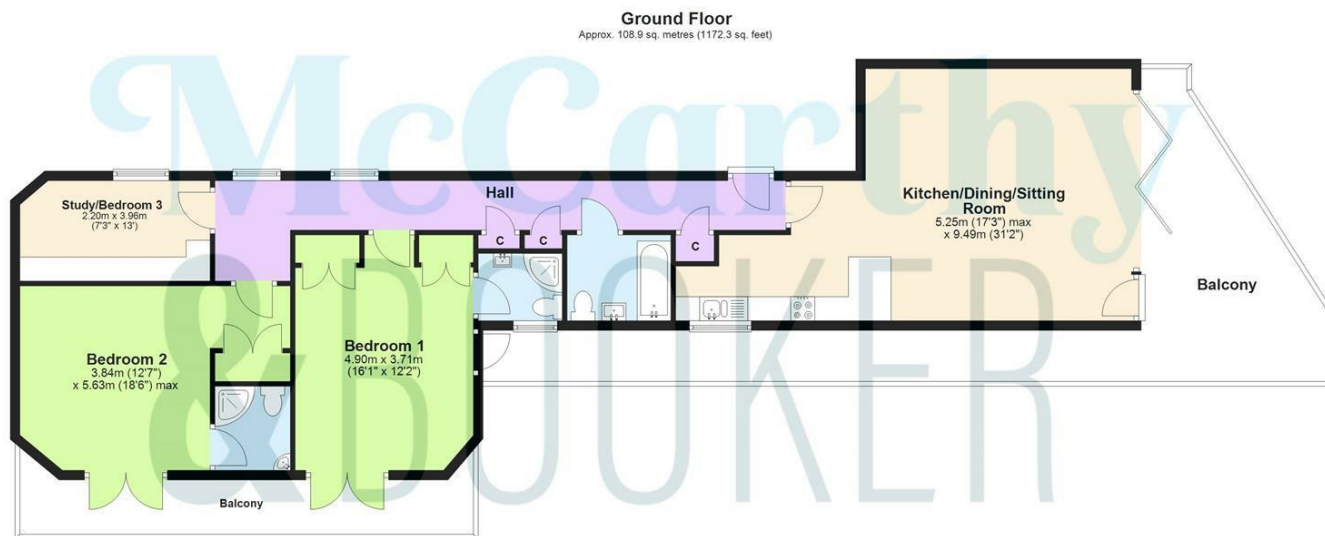 Ground Floor
Approx. 108.9 sq. metres (1172.3 sq. feet)
McCarthy
& BOOKER
Study/Bedroom 3
2.20m x 3.96m
(7'3" x 13')
Hall
C
C
C
Kitchen/Dining/Sitting
Room
5.25m (17'3") max
x 9.49m (31'2")
Balcony
Bedroom 2
3.84m (12'7")
x 5.63m (18'6") max
Bedroom 1
4.90m x 3.71m
(16'1" x 12'2")
Balcony